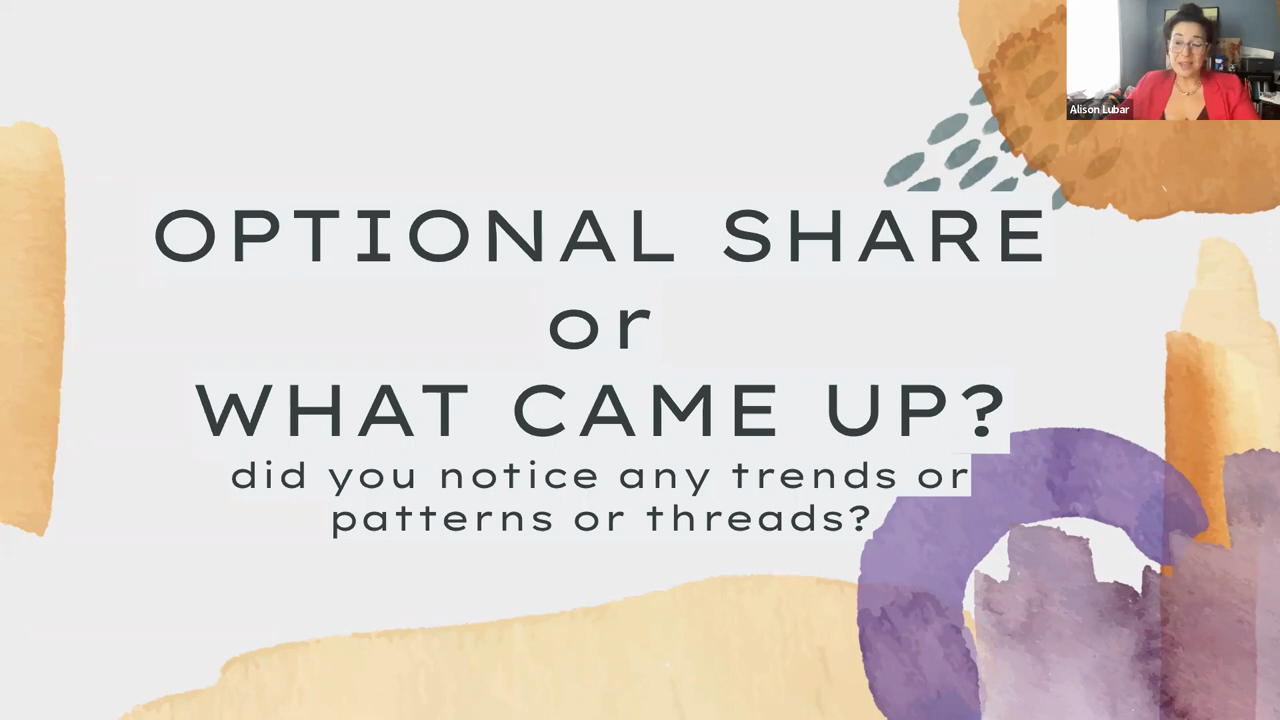 Alison Lubar
OPTIONAL SHARE
or
WHAT CAME UP?
did you notice any trends or
patterns or threads?